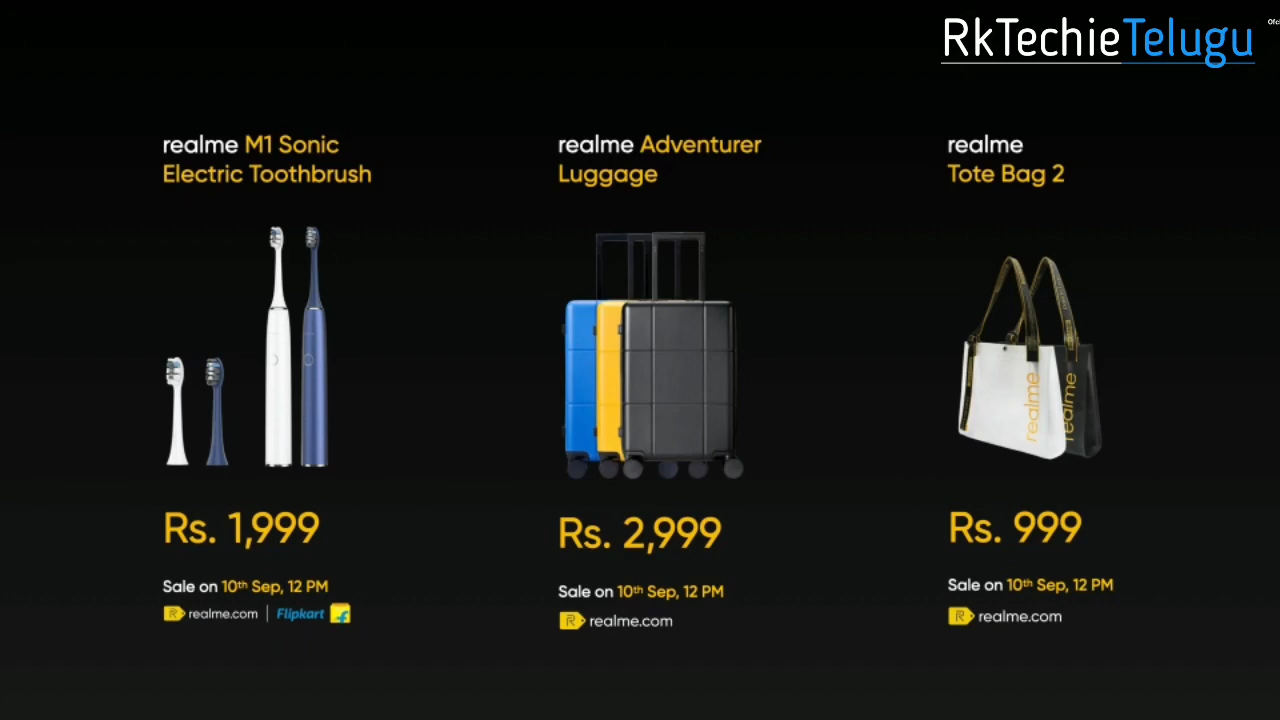 RkTechieTelugu
realme M1 Sonic
Electric Toothbrush
Rs. 1,999
Sale on 10th Sep, 12 PM
realme.com | Flipkart
realme Adventurer
Luggage
Rs. 2,999
Sale on 10th Sep, 12 PM
realme.com
realme
Tote Bag 2
realme
realme
Rs. 999
Sale on 10th Sep, 12 PM
realme.com